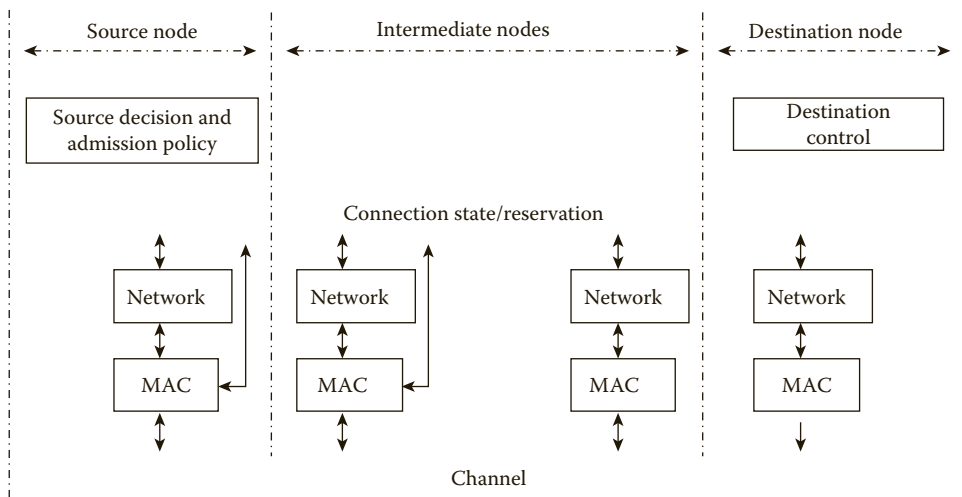 Source node
Intermediate nodes
Destination node
Source decision and
admission policy
Destination
control
Connection state/reservation
Network
Network
Network
Network
MAC
MAC
MAC
MAC
Channel